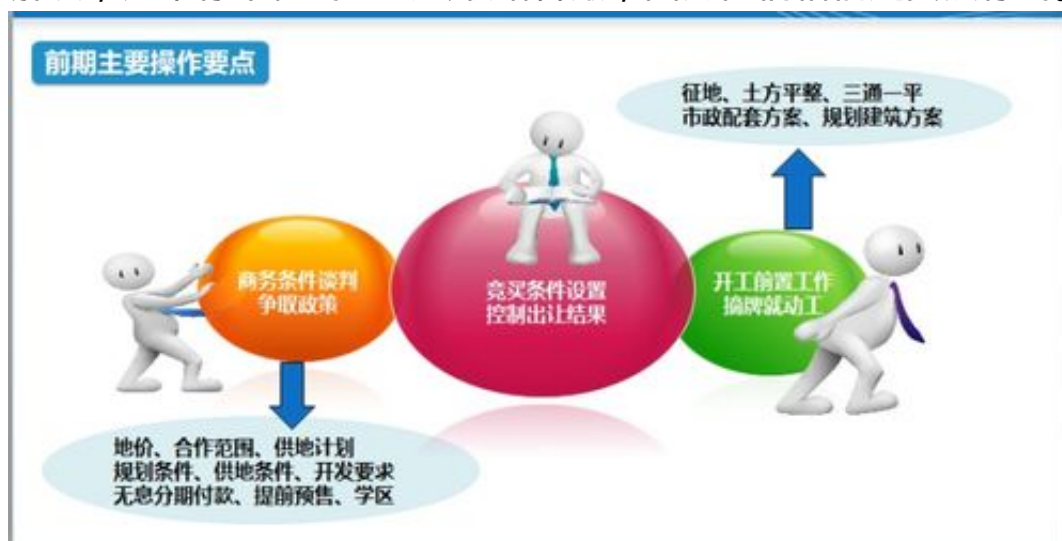 前期主要操作要点
征地、土方平整、三通一平
市政配套方案、规划建筑方案
商务条件谈判
争取政策
竞买条件设置
控制出让结果
开工前置工作
摘牌就动工
地价、合作范围、供地计划
规划条件、供地条件、开发要求
无息分期付款、提前预售、学区